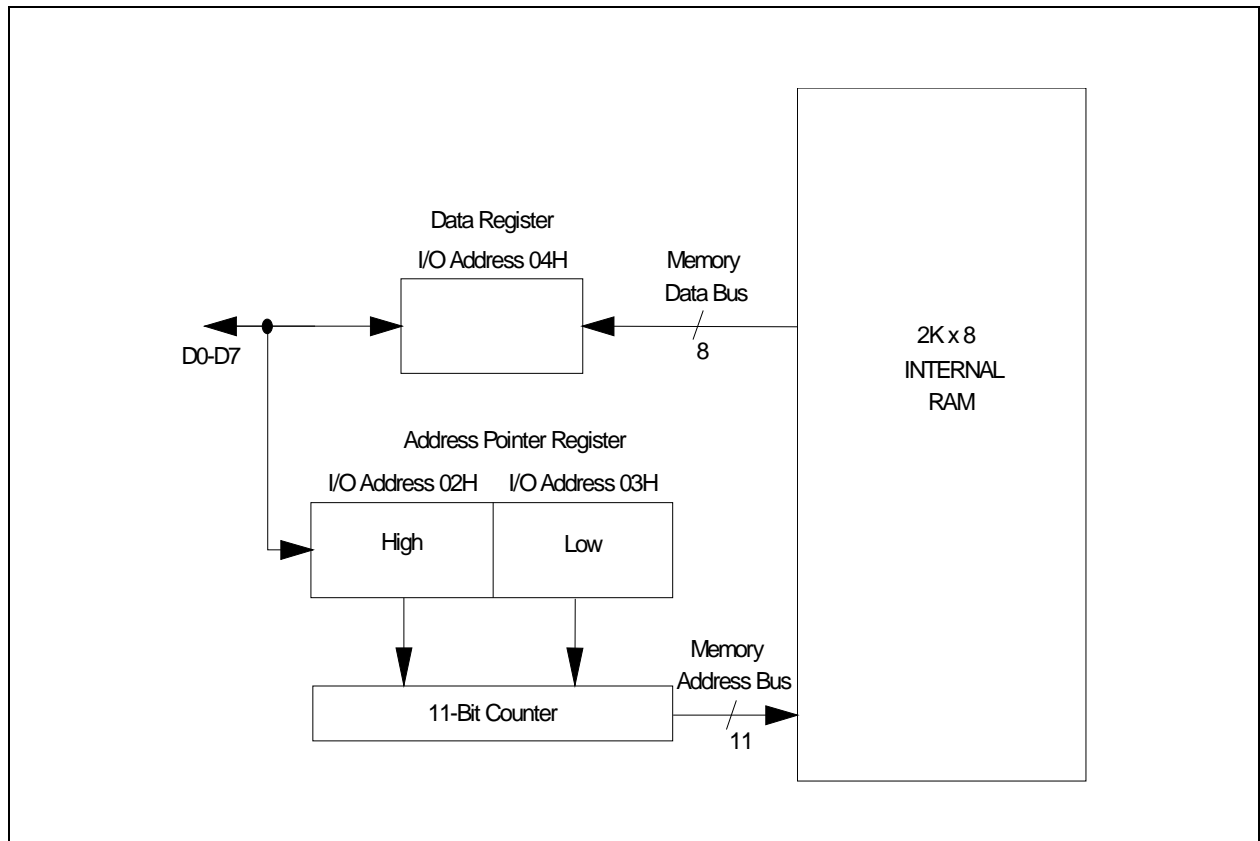 Data Register
I/O Address 04H
Memory
Data Bus
8
D0-D7
2K x 8
INTERNAL
RAM
Address Pointer Register
I/O Address 02H
I/O Address 03H
High
Low
Memory
Address Bus
11
11-Bit Counter